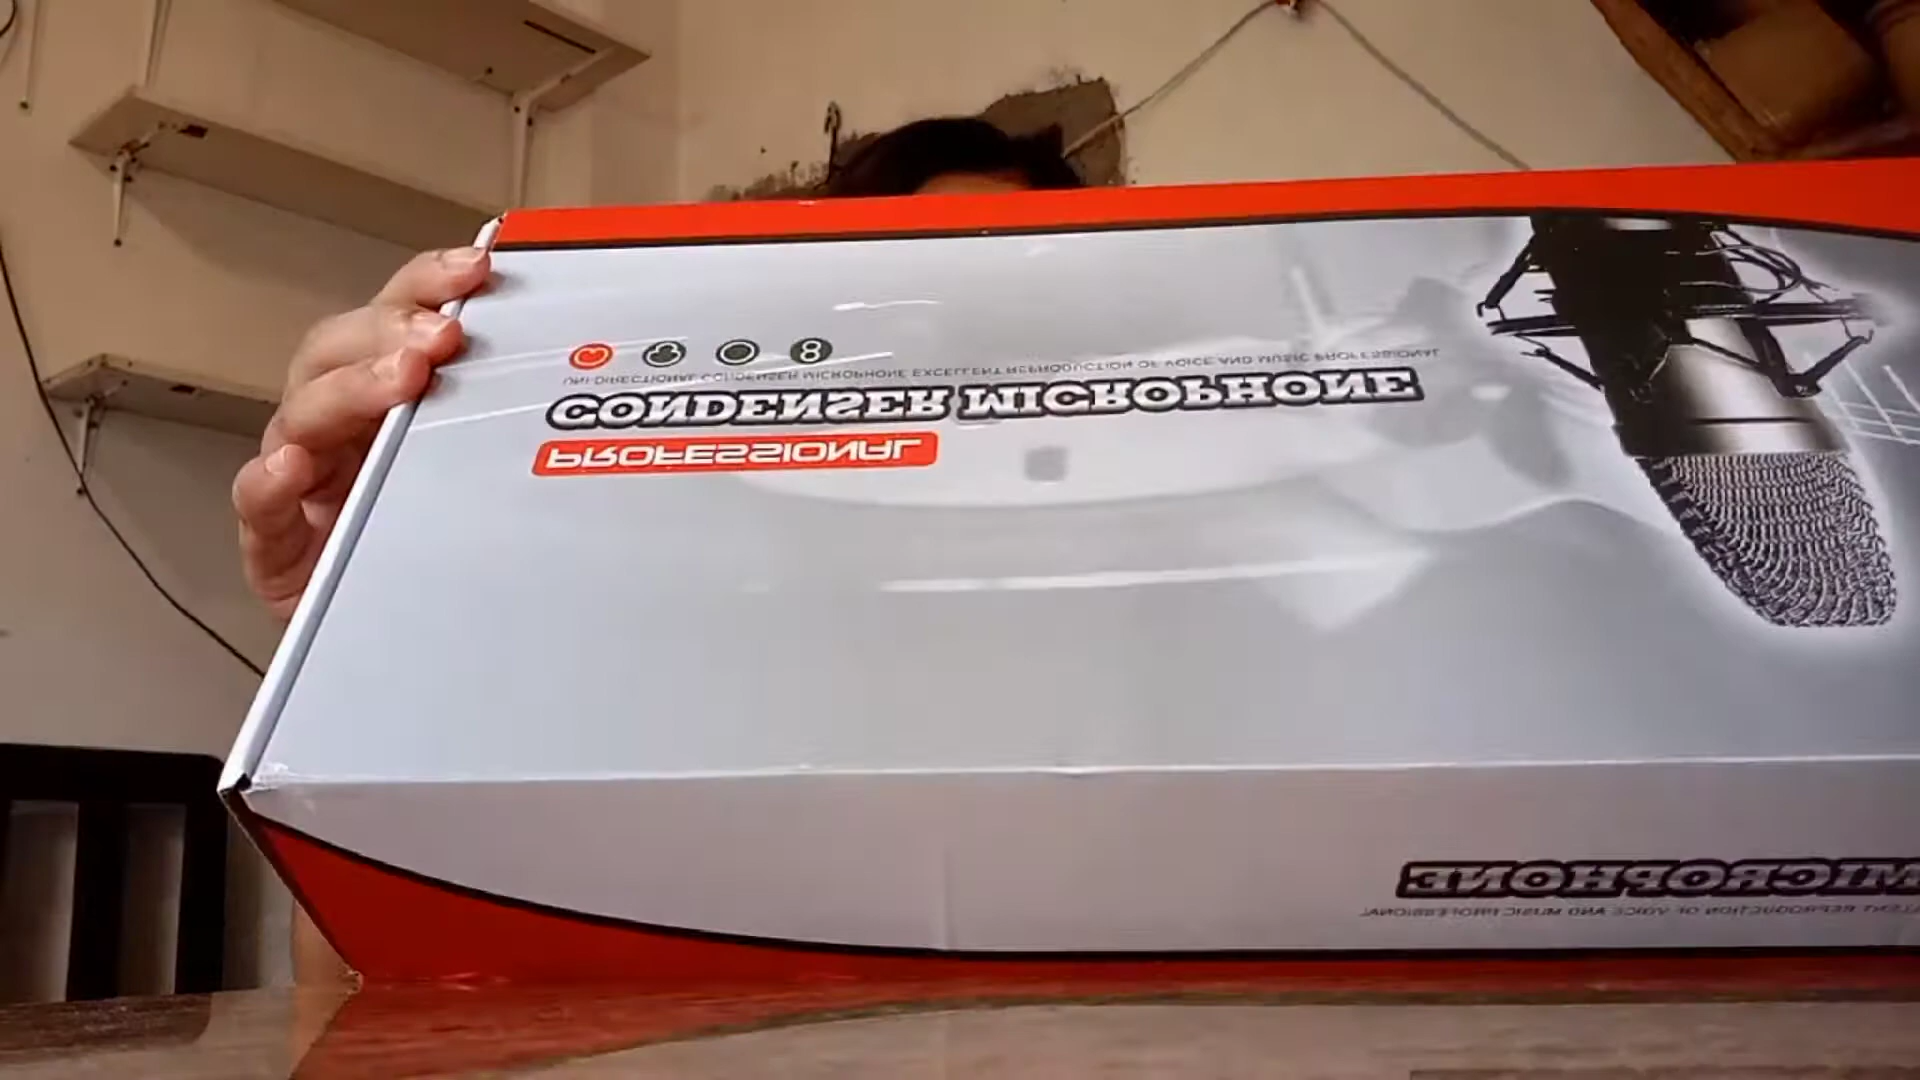 PROFESSIONAL
CONDENSER MICROPHONE
UNI-DIRECTIONAL CONDENSER MICROPHONE EXCELLENT REPRODUCTION OF VOICE AND MUSIC PROFESSIONAL
MICROPHONE
REPRODUCTION OF VOICE AND MUSIC PROFESSIONAL